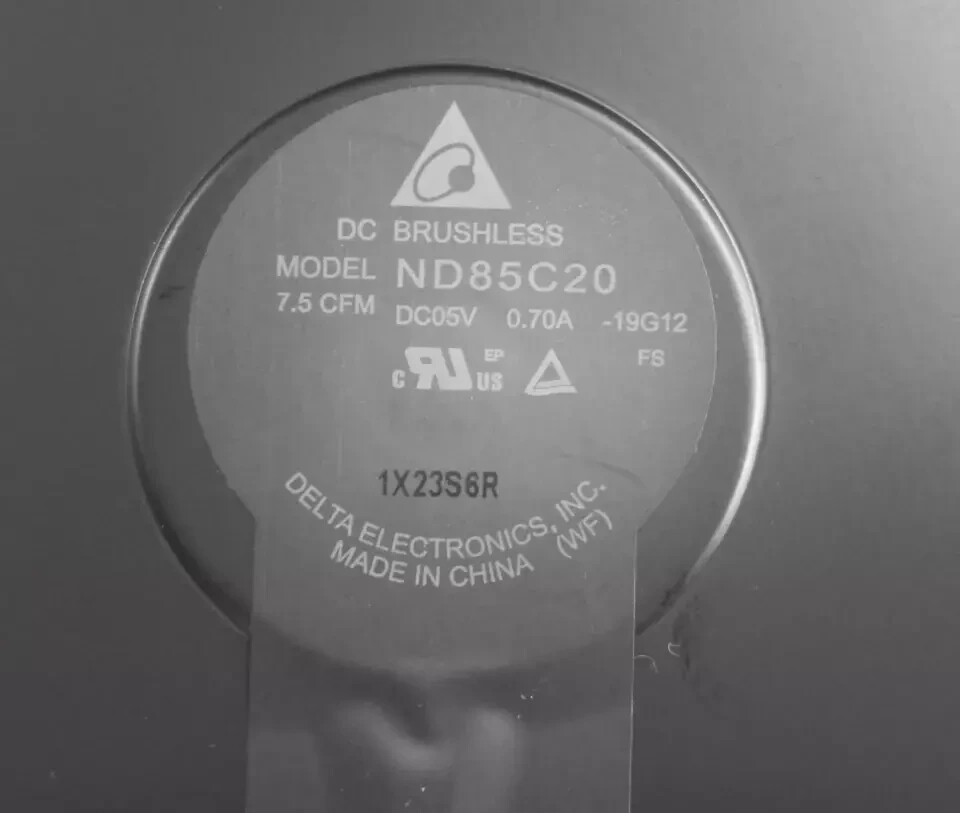 DC BRUSHLESS
MODEL ND85C20
7.5 CFM DC05V 0.70A -19G12
FS
C RU US EP
1X23S6R
DELTA ELECTRONICS, INC.
MADE IN CHINA (WF)